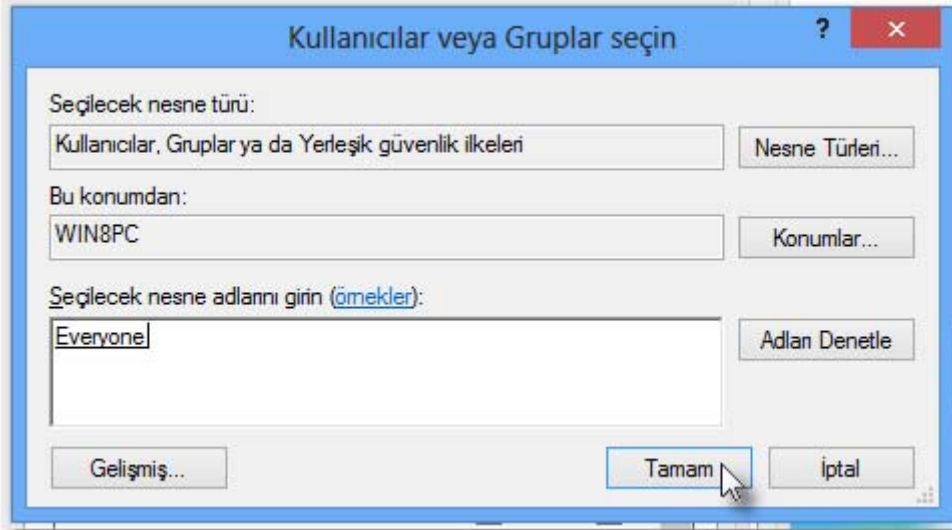 Kullanıcılar veya Gruplar seçin
?
Seçilecek nesne türü:
Kullanıcılar, Gruplar ya da Yerleşik güvenlik ilkeleri
Nesne Türleri...
Bu konumdan:
WIN8PC
Konumlar...
Seçilecek nesne adlarını girin (örnekler):
Everyone
Adları Denetle
Gelişmiş...
Tamam
İptal